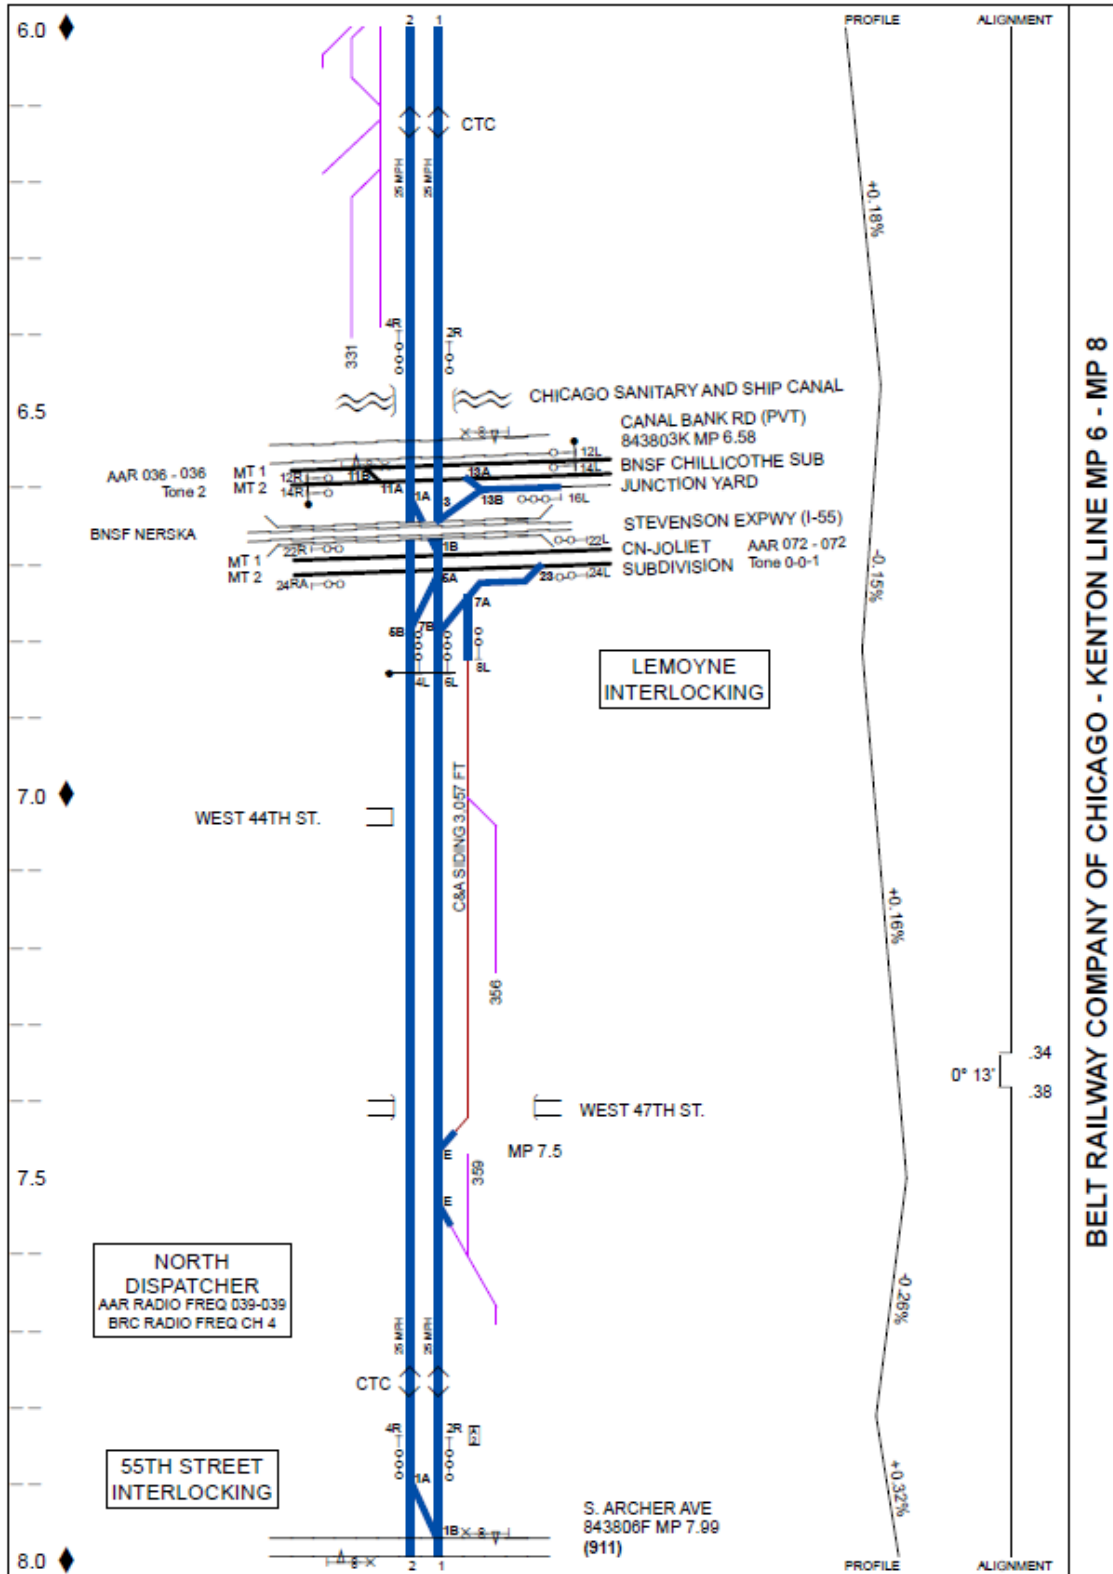 2 1
PROFILE
ALIGNMENT
6.0
CTC
25 MPH
25 MPH
+0.18%
4R
2R
331
CHICAGO SANITARY AND SHIP CANAL
6.5
CANAL BANK RD (PVT)
843803K MP 6.58
12L
14L
BNSF CHILLICOTHE SUB
JUNCTION YARD
AAR 036 - 036
Tone 2
MT 1
MT 2
12R
14R
11B
11A
13A
13B
16L
1A
3
STEVENSON EXPWY (I-55)
BNSF NERSKA
22R
22L
1B
CN-JOLIET
SUBDIVISION
AAR 072 - 072
Tone 0-0-1
MT 1
MT 2
24RA
5A
23
24L
-0.15%
7A
5B
7B
4L
6L
8L
LEMOYNE
INTERLOCKING
7.0
WEST 44TH ST.
C&A SIDING 3,057 FT
+0.16%
356
.34
0° 13'
.38
WEST 47TH ST.
E
MP 7.5
359
7.5
E
NORTH
DISPATCHER
AAR RADIO FREQ 039-039
BRC RADIO FREQ CH 4
-0.26%
25 MPH
25 MPH
CTC
4R
2R
55TH STREET
INTERLOCKING
1A
+0.32%
S. ARCHER AVE
843806F MP 7.99
(911)
1B
8.0
2 1
PROFILE
ALIGNMENT
BELT RAILWAY COMPANY OF CHICAGO - KENTON LINE MP 6 - MP 8